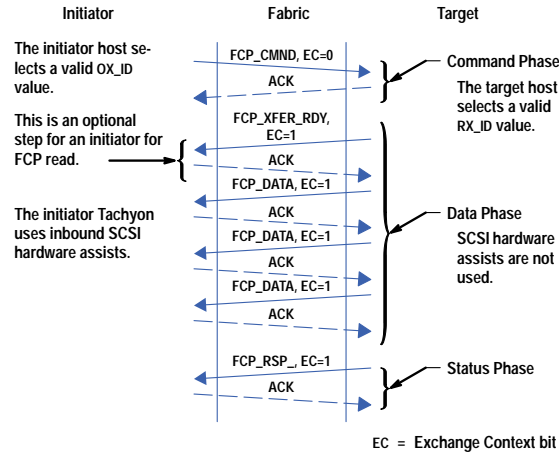 Initiator
Fabric
Target
The initiator host se-
lects a valid OX_ID
value.
FCP_CMND, EC=0
ACK
Command Phase
The target host
selects a valid
RX_ID value.
This is an optional
step for an initiator for
FCP read.
FCP_XFER_RDY,
EC=1
ACK
FCP_DATA, EC=1
ACK
The initiator Tachyon
uses inbound SCSI
hardware assists.
FCP_DATA, EC=1
ACK
Data Phase
SCSI hardware
assists are not
used.
FCP_DATA, EC=1
ACK
FCP_RSP_, EC=1
ACK
Status Phase
EC = Exchange Context bit